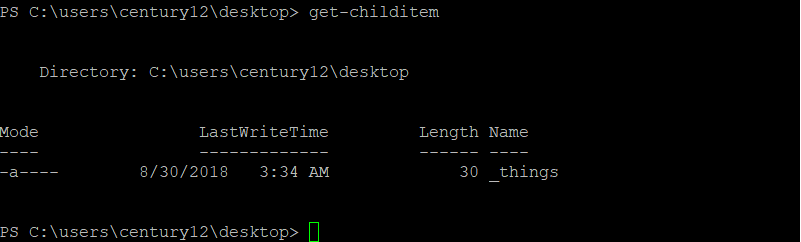 PS C:\users\century12\desktop> get-childitem
Directory: C:\users\century12\desktop
Mode                LastWriteTime         Length Name
----                -------------         ------ ----
-a----        8/30/2018   3:34 AM             30 _things
PS C:\users\century12\desktop>